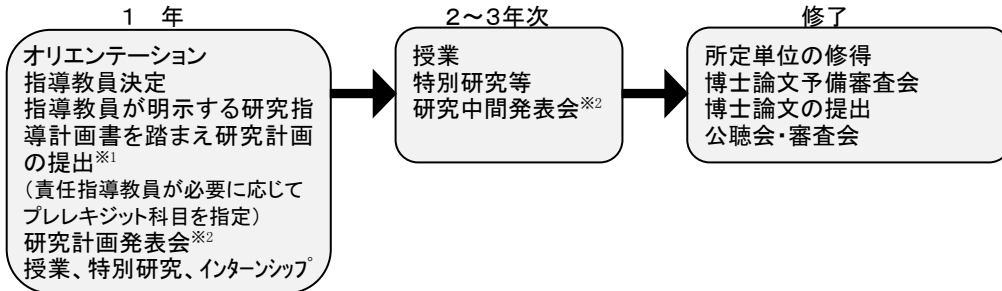 1 年
オリエンテーション
指導教員決定
指導教員が明示する研究指
導計画書を踏まえ研究計画
の提出※1
(責任指導教員が必要に応じて
プレレキジット科目を指定)
研究計画発表会※2
授業、特別研究、インターンシップ
2～3年次
授業
特別研究等
研究中間発表会※2
修了
所定単位の修得
博士論文予備審査会
博士論文の提出
公聴会・審査会